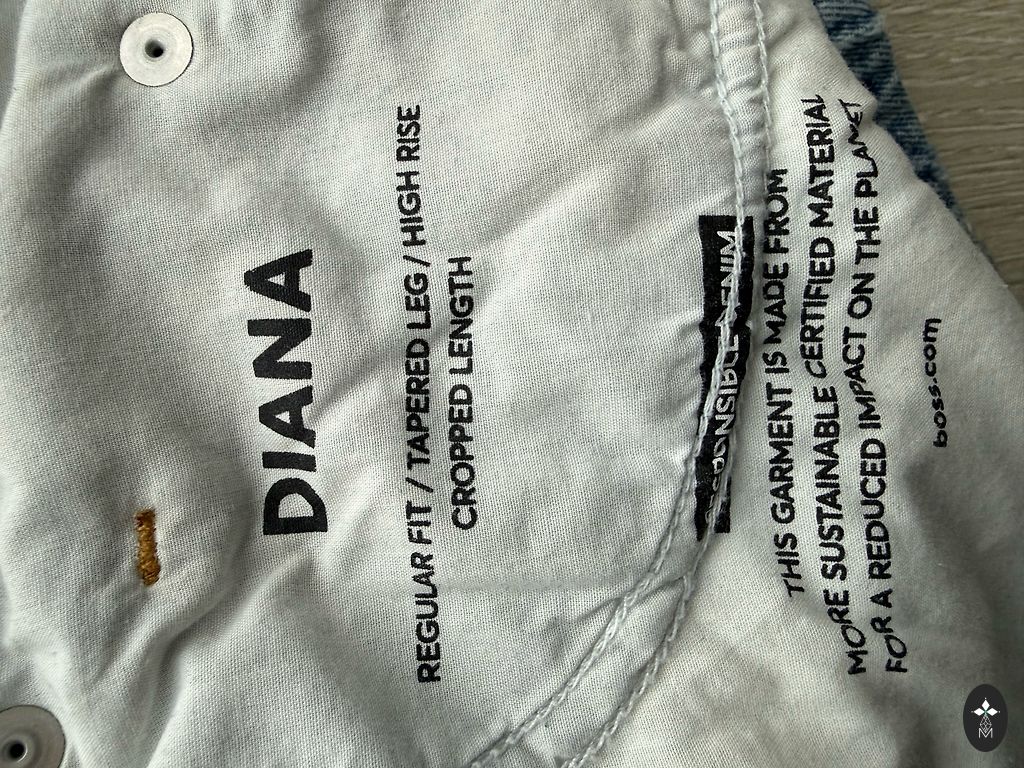 DIANA
REGULAR FIT / TAPERED LEG / HIGH RISE
CROPPED LENGTH
DENIM
THIS GARMENT IS MADE FROM
MORE SUSTAINABLE CERTIFIED MATERIAL
FOR A REDUCED IMPACT ON THE PLANET
boss.com
M